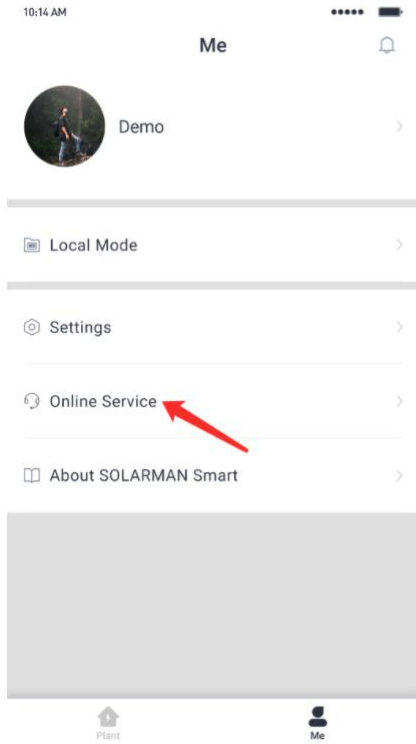 10:14 AM
Me
Demo
Local Mode
Settings
Online Service
About SOLARMAN Smart
Plant
Me